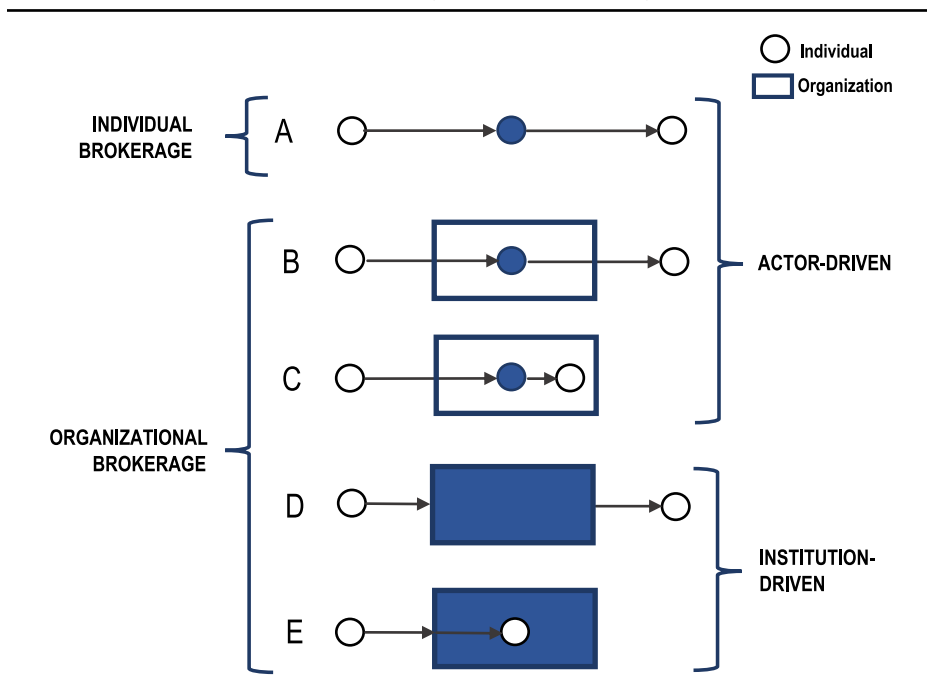 Individual
Organization
INDIVIDUAL
BROKERAGE
A
B
ACTOR-DRIVEN
C
ORGANIZATIONAL
BROKERAGE
D
INSTITUTION-
DRIVEN
E